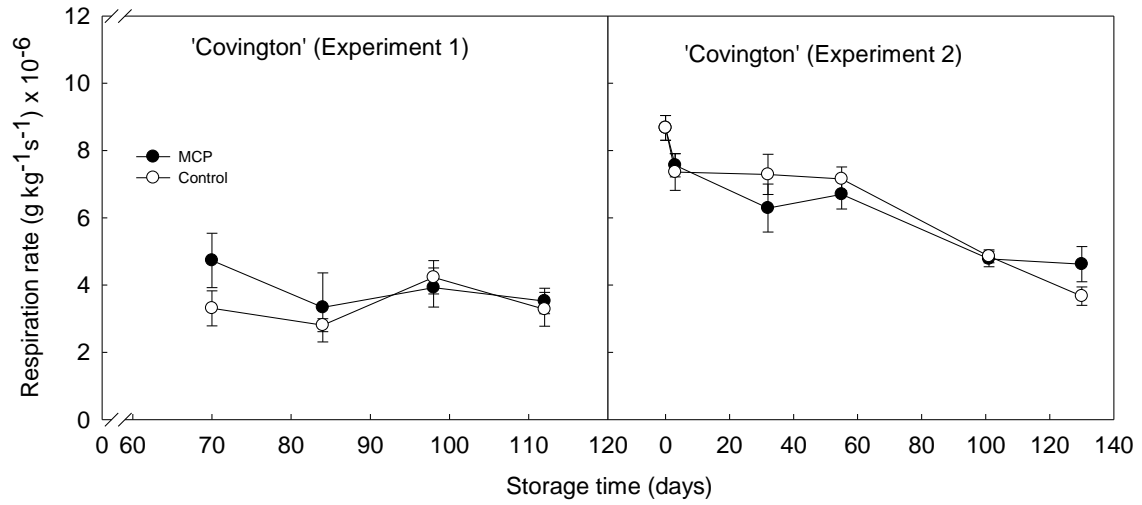 'Covington' (Experiment 1)
'Covington' (Experiment 2)
MCP
Control
Respiration rate (g kg-1s-1) x 10-6
12
10
8
6
4
2
0
0 60 70 80 90 100 110 120
0 20 40 60 80 100 120 140
Storage time (days)